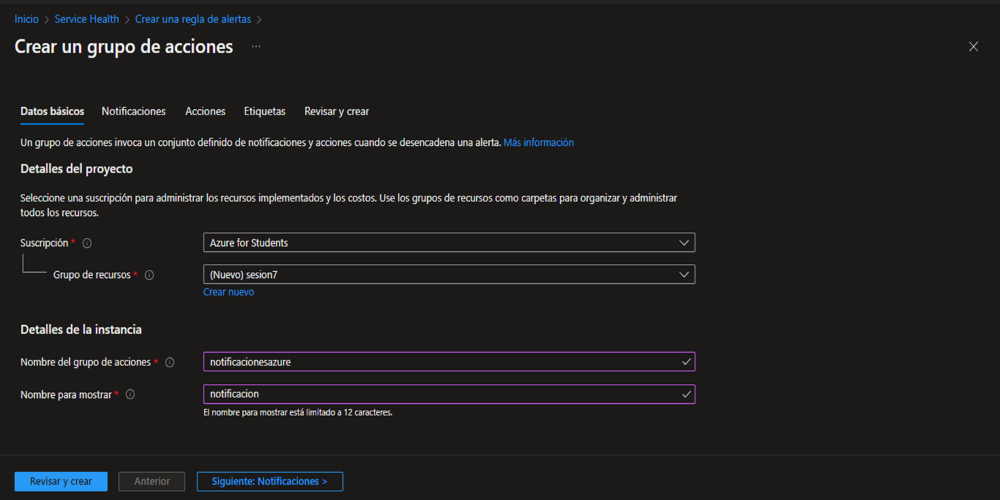 Inicio > Service Health > Crear una regla de alertas >
Crear un grupo de acciones ...
Datos básicos Notificaciones Acciones Etiquetas Revisar y crear
Un grupo de acciones invoca un conjunto definido de notificaciones y acciones cuando se desencadena una alerta. Más información
Detalles del proyecto
Seleccione una suscripción para administrar los recursos implementados y los costos. Use los grupos de recursos como carpetas para organizar y administrar
todos los recursos.
Suscripción * Azure for Students
Grupo de recursos * (Nuevo) sesion7
Crear nuevo
Detalles de la instancia
Nombre del grupo de acciones * notificacionesazure
Nombre para mostrar * notificacion
El nombre para mostrar está limitado a 12 caracteres.
Revisar y crear Anterior Siguiente: Notificaciones >